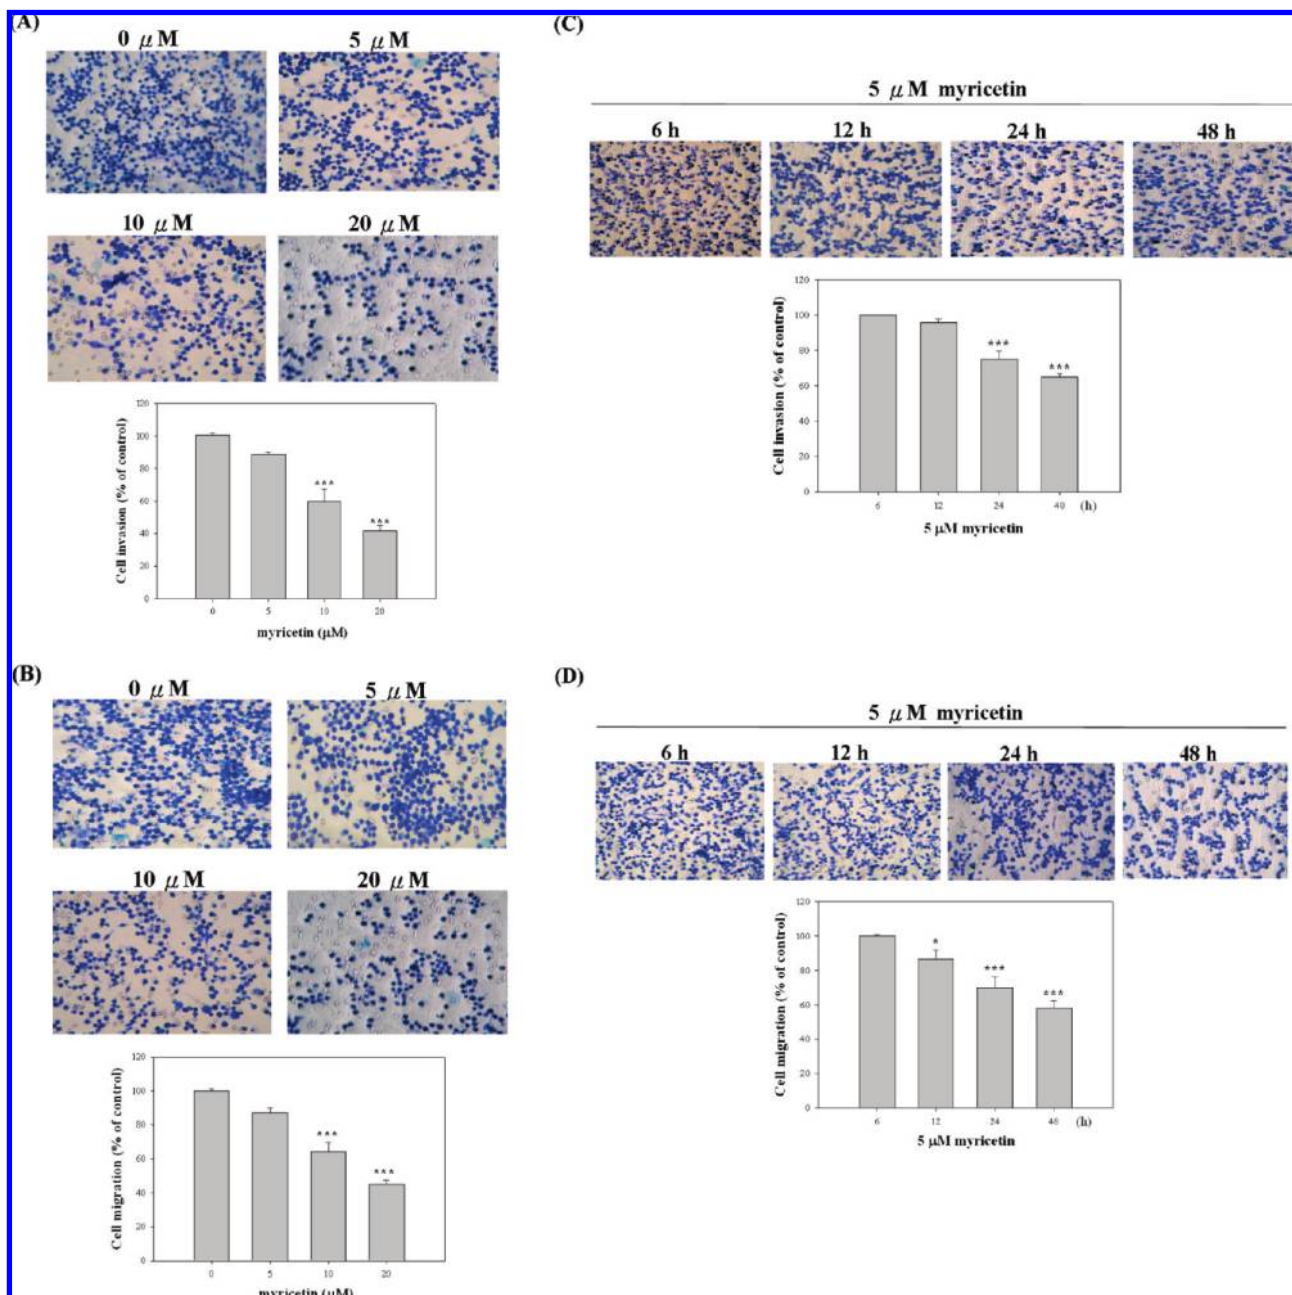 (A)
0 μM
5 μM
10 μM
20 μM
120
100
80
60
40
20
0
Cell invasion (% of control)
***
***
0
5
10
20
myricetin (μM)
(B)
0 μM
5 μM
10 μM
20 μM
120
100
80
60
40
20
0
Cell migration (% of control)
***
***
0
5
10
20
myricetin (μM)
(C)
5 μM myricetin
6 h
12 h
24 h
48 h
120
100
80
60
40
20
0
Cell invasion (% of control)
***
***
6
12
24
(h)
5 μM myricetin
(D)
5 μM myricetin
6 h
12 h
24 h
48 h
120
100
80
60
40
20
0
Cell migration (% of control)
*
***
***
6
12
24
48
(h)
5 μM myricetin